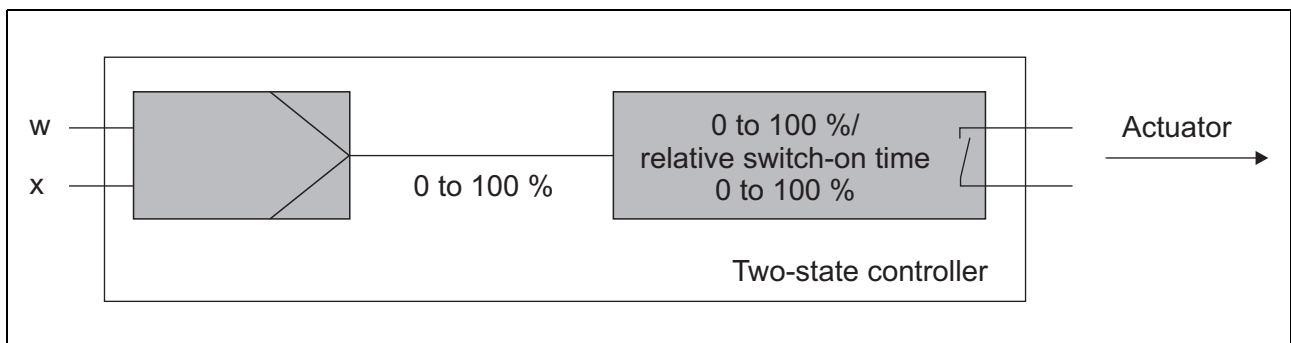 w
x
0 to 100 %
0 to 100 %/
relative switch-on time
0 to 100 %
Actuator
Two-state controller